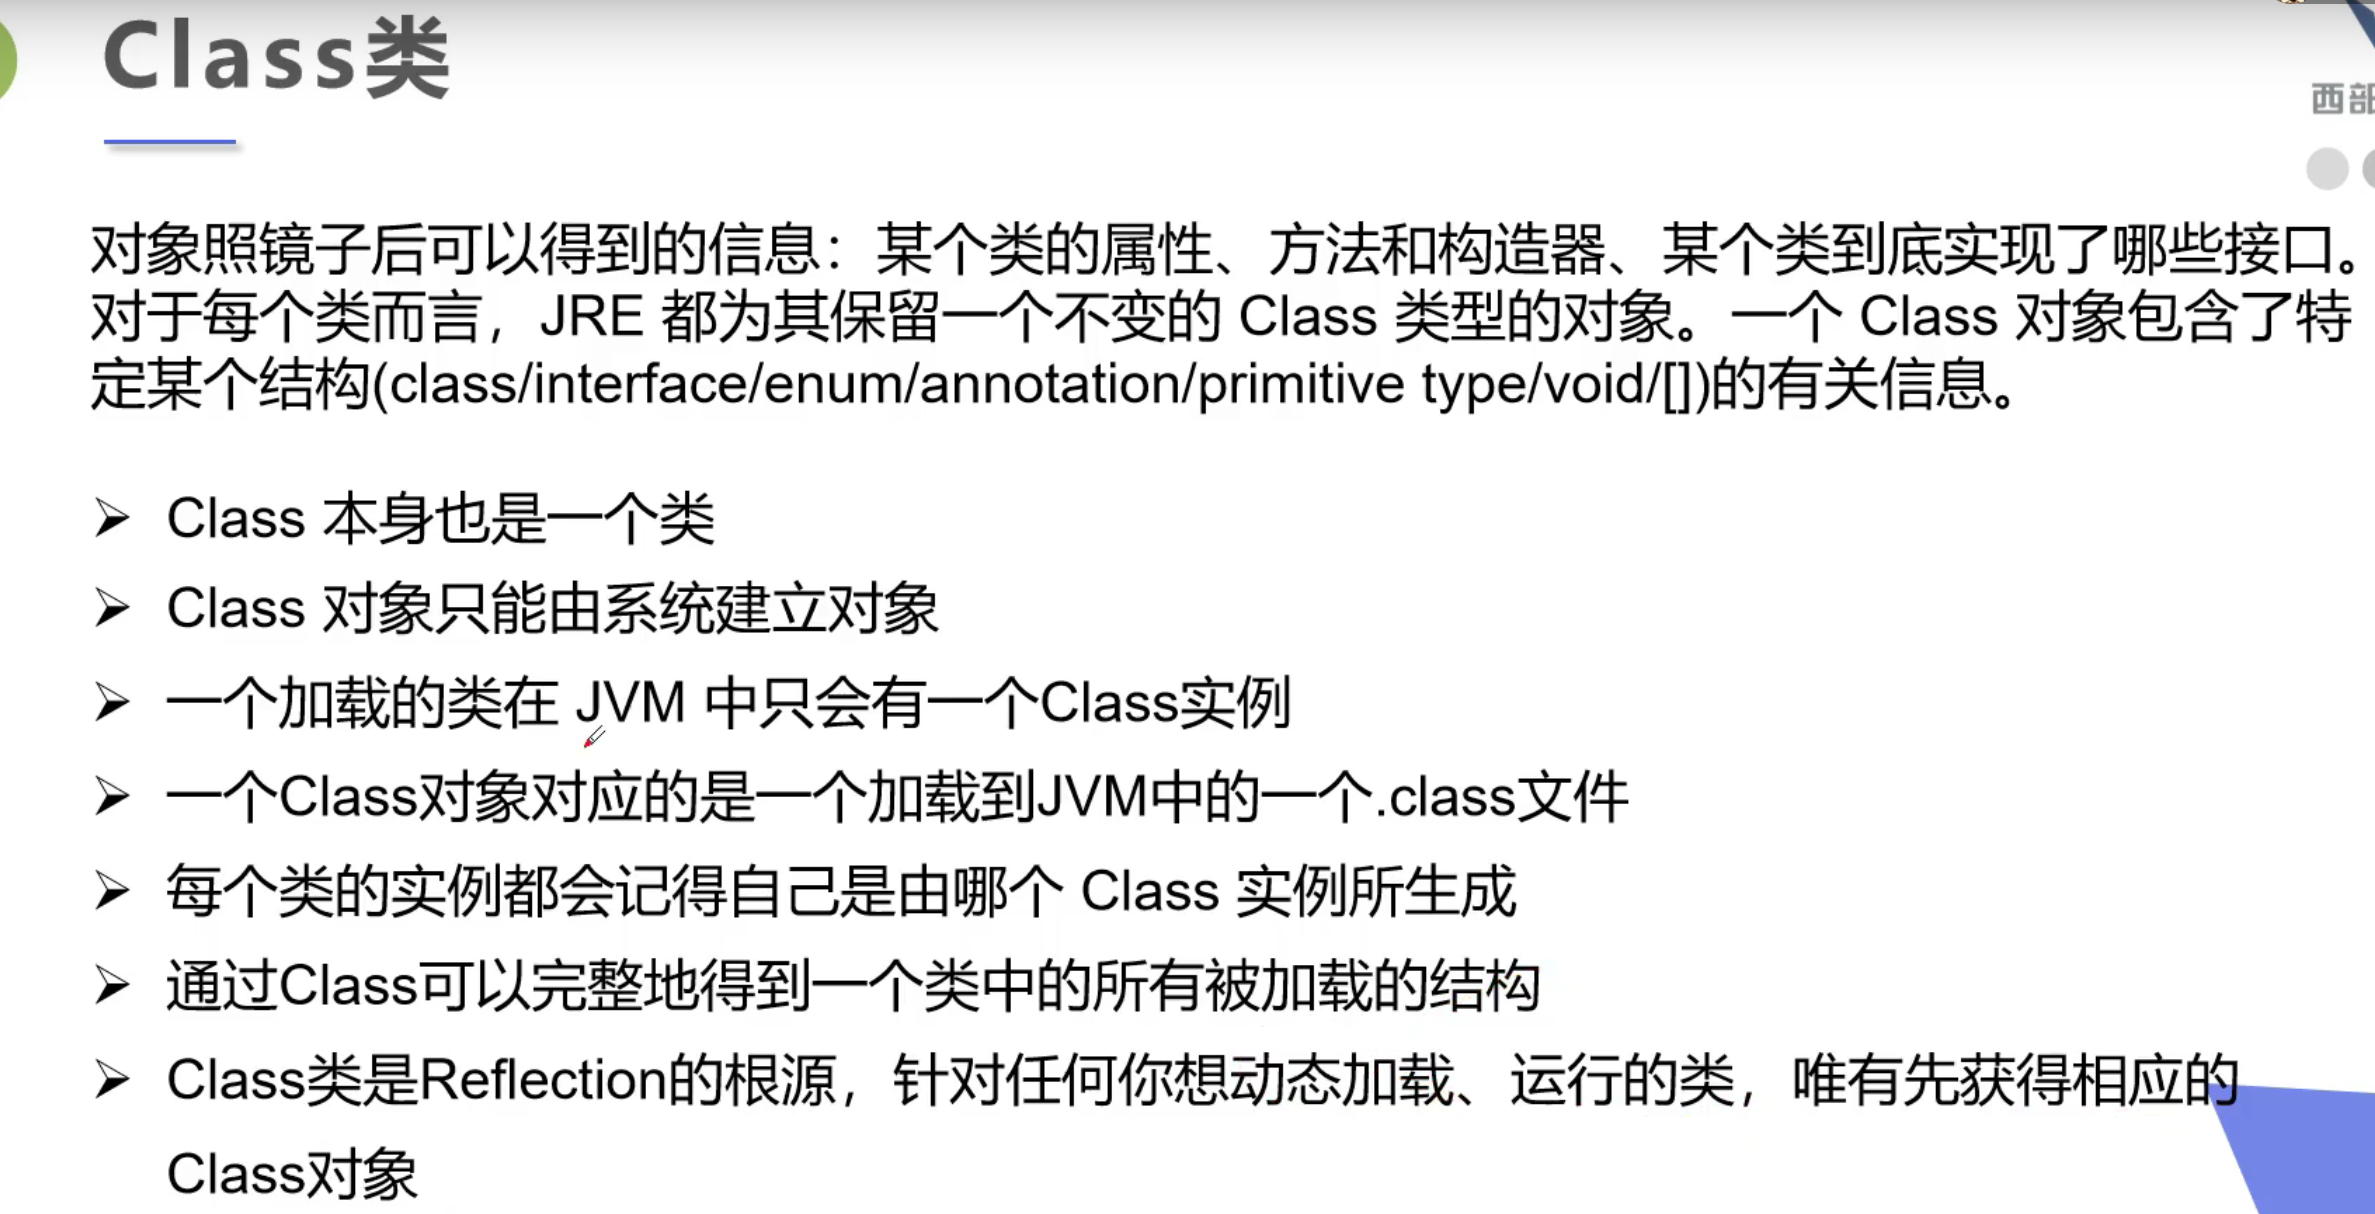 Class类
西部
对象照镜子后可以得到的信息：某个类的属性、方法和构造器、某个类到底实现了哪些接口。
对于每个类而言，JRE 都为其保留一个不变的 Class 类型的对象。一个 Class 对象包含了特
定某个结构(class/interface/enum/annotation/primitive type/void/[])的有关信息。
➢ Class 本身也是一个类
➢ Class 对象只能由系统建立对象
➢ 一个加载的类在 JVM 中只会有一个Class实例
➢ 一个Class对象对应的是一个加载到JVM中的一个.class文件
➢ 每个类的实例都会记得自己是由哪个 Class 实例所生成
➢ 通过Class可以完整地得到一个类中的所有被加载的结构
➢ Class类是Reflection的根源，针对任何你想动态加载、运行的类，唯有先获得相应的
Class对象